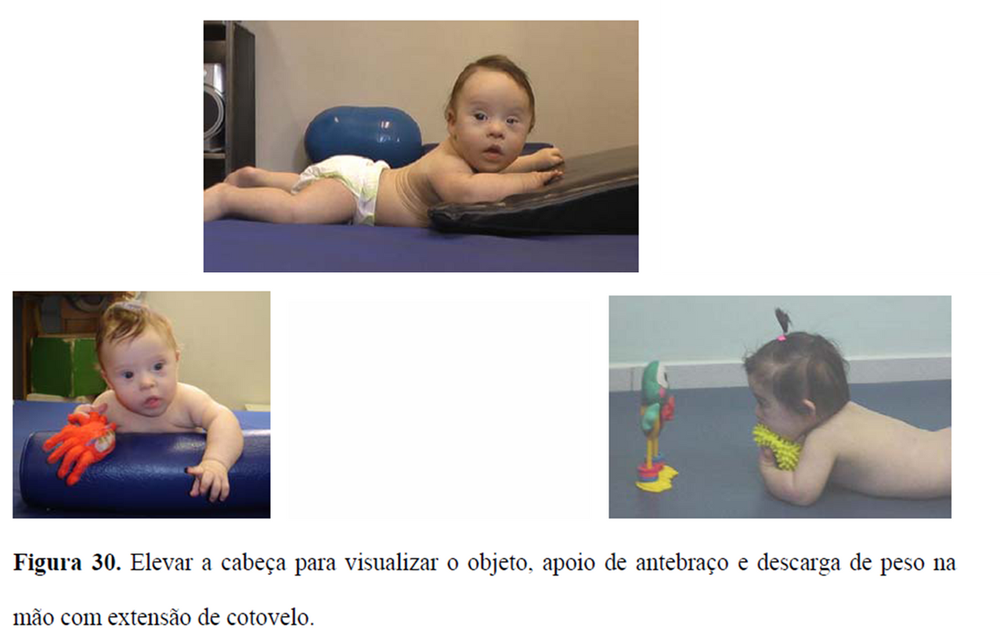 Figura 30. Elevar a cabeça para visualizar o objeto, apoio de antebraço e descarga de peso na
mão com extensão de cotovelo.